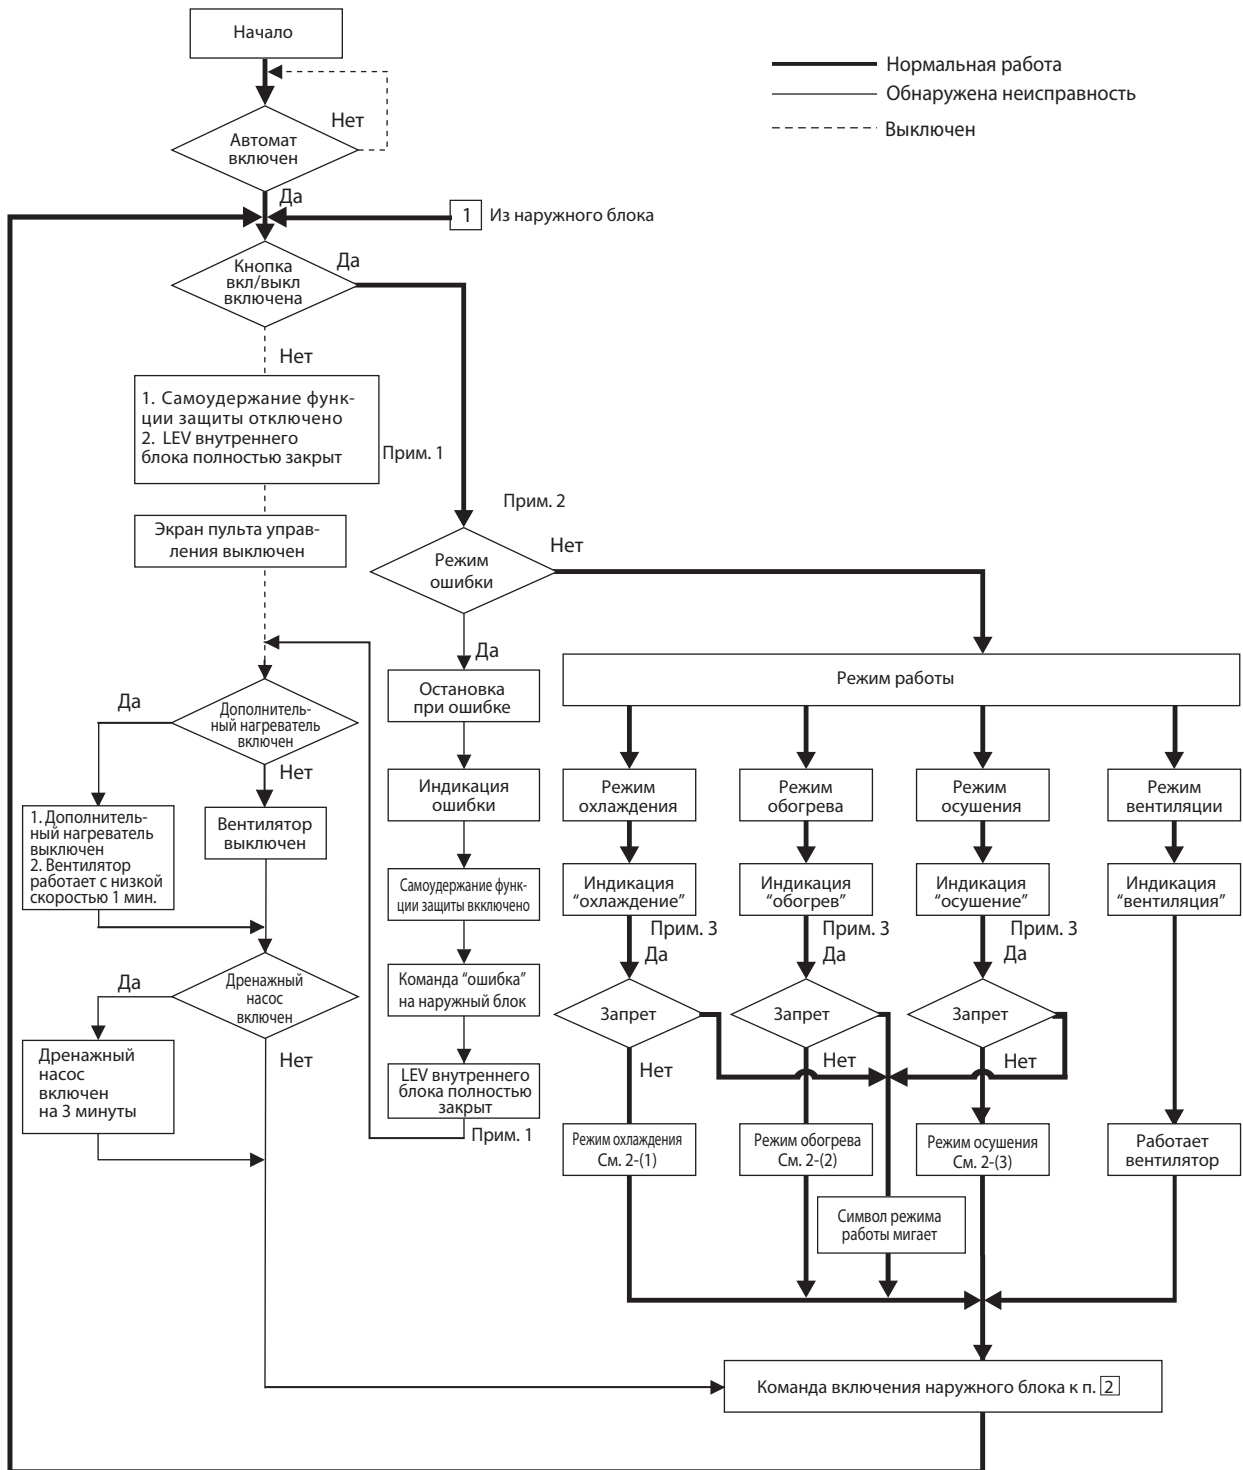 Начало
Нормальная работа
Обнаружена неисправность
Выключен
Нет
Автомат
включен
Да
1 Из наружного блока
Кнопка
вкл/выкл
включена
Да
Нет
1. Самоудержание функ-
ции защиты отключено
2. LEV внутреннего
блока полностью закрыт
Прим. 1
Экран пульта управ-
ления выключен
Прим. 2
Режим
ошибки
Нет
Да
Режим работы
Остановка
при ошибке
Дополнитель-
ный нагреватель
включен
Да
Нет
Индикация
ошибки
Режим
охлаждения
Режим
обогрева
Режим
осушения
Режим
вентиляции
1. Дополнитель-
ный нагреватель
выключен
2. Вентилятор
работает с низкой
скоростью 1 мин.
Вентилятор
выключен
Самоудержание функ-
ции защиты вкключено
Индикация
“охлаждение”
Индикация
“обогрев”
Индикация
“осушение”
Индикация
“вентиляция”
Прим. 3
Да
Прим. 3
Да
Прим. 3
Да
Дренажный
насос
включен
Да
Нет
Команда “ошибка”
на наружный блок
Запрет
Запрет
Запрет
Нет
Нет
Нет
Дренажный
насос
включен
на 3 минуты
LEV внутреннего
блока полностью
закрыт
Прим. 1
Режим охлаждения
См. 2-(1)
Режим обогрева
См. 2-(2)
Режим осушения
См. 2-(3)
Работает
вентилятор
Символ режима
работы мигает
Команда включения наружного блока к п. 2